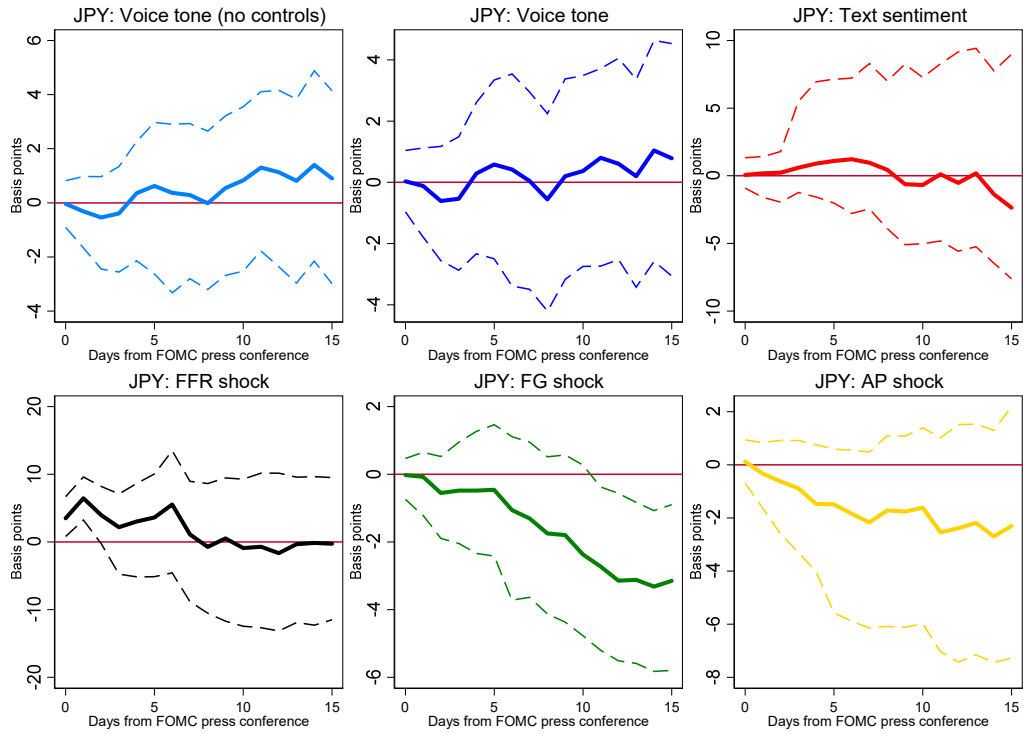 JPY: Voice tone (no controls)
6
4
2
0
-2
-4
Basis points
0 5 10 15
Days from FOMC press conference
JPY: Voice tone
4
2
0
-2
-4
Basis points
0 5 10 15
Days from FOMC press conference
JPY: Text sentiment
10
5
0
-5
-10
Basis points
0 5 10 15
Days from FOMC press conference
JPY: FFR shock
20
10
0
-10
-20
Basis points
0 5 10 15
Days from FOMC press conference
JPY: FG shock
2
0
-2
-4
-6
Basis points
0 5 10 15
Days from FOMC press conference
JPY: AP shock
2
0
-2
-4
-6
-8
Basis points
0 5 10 15
Days from FOMC press conference